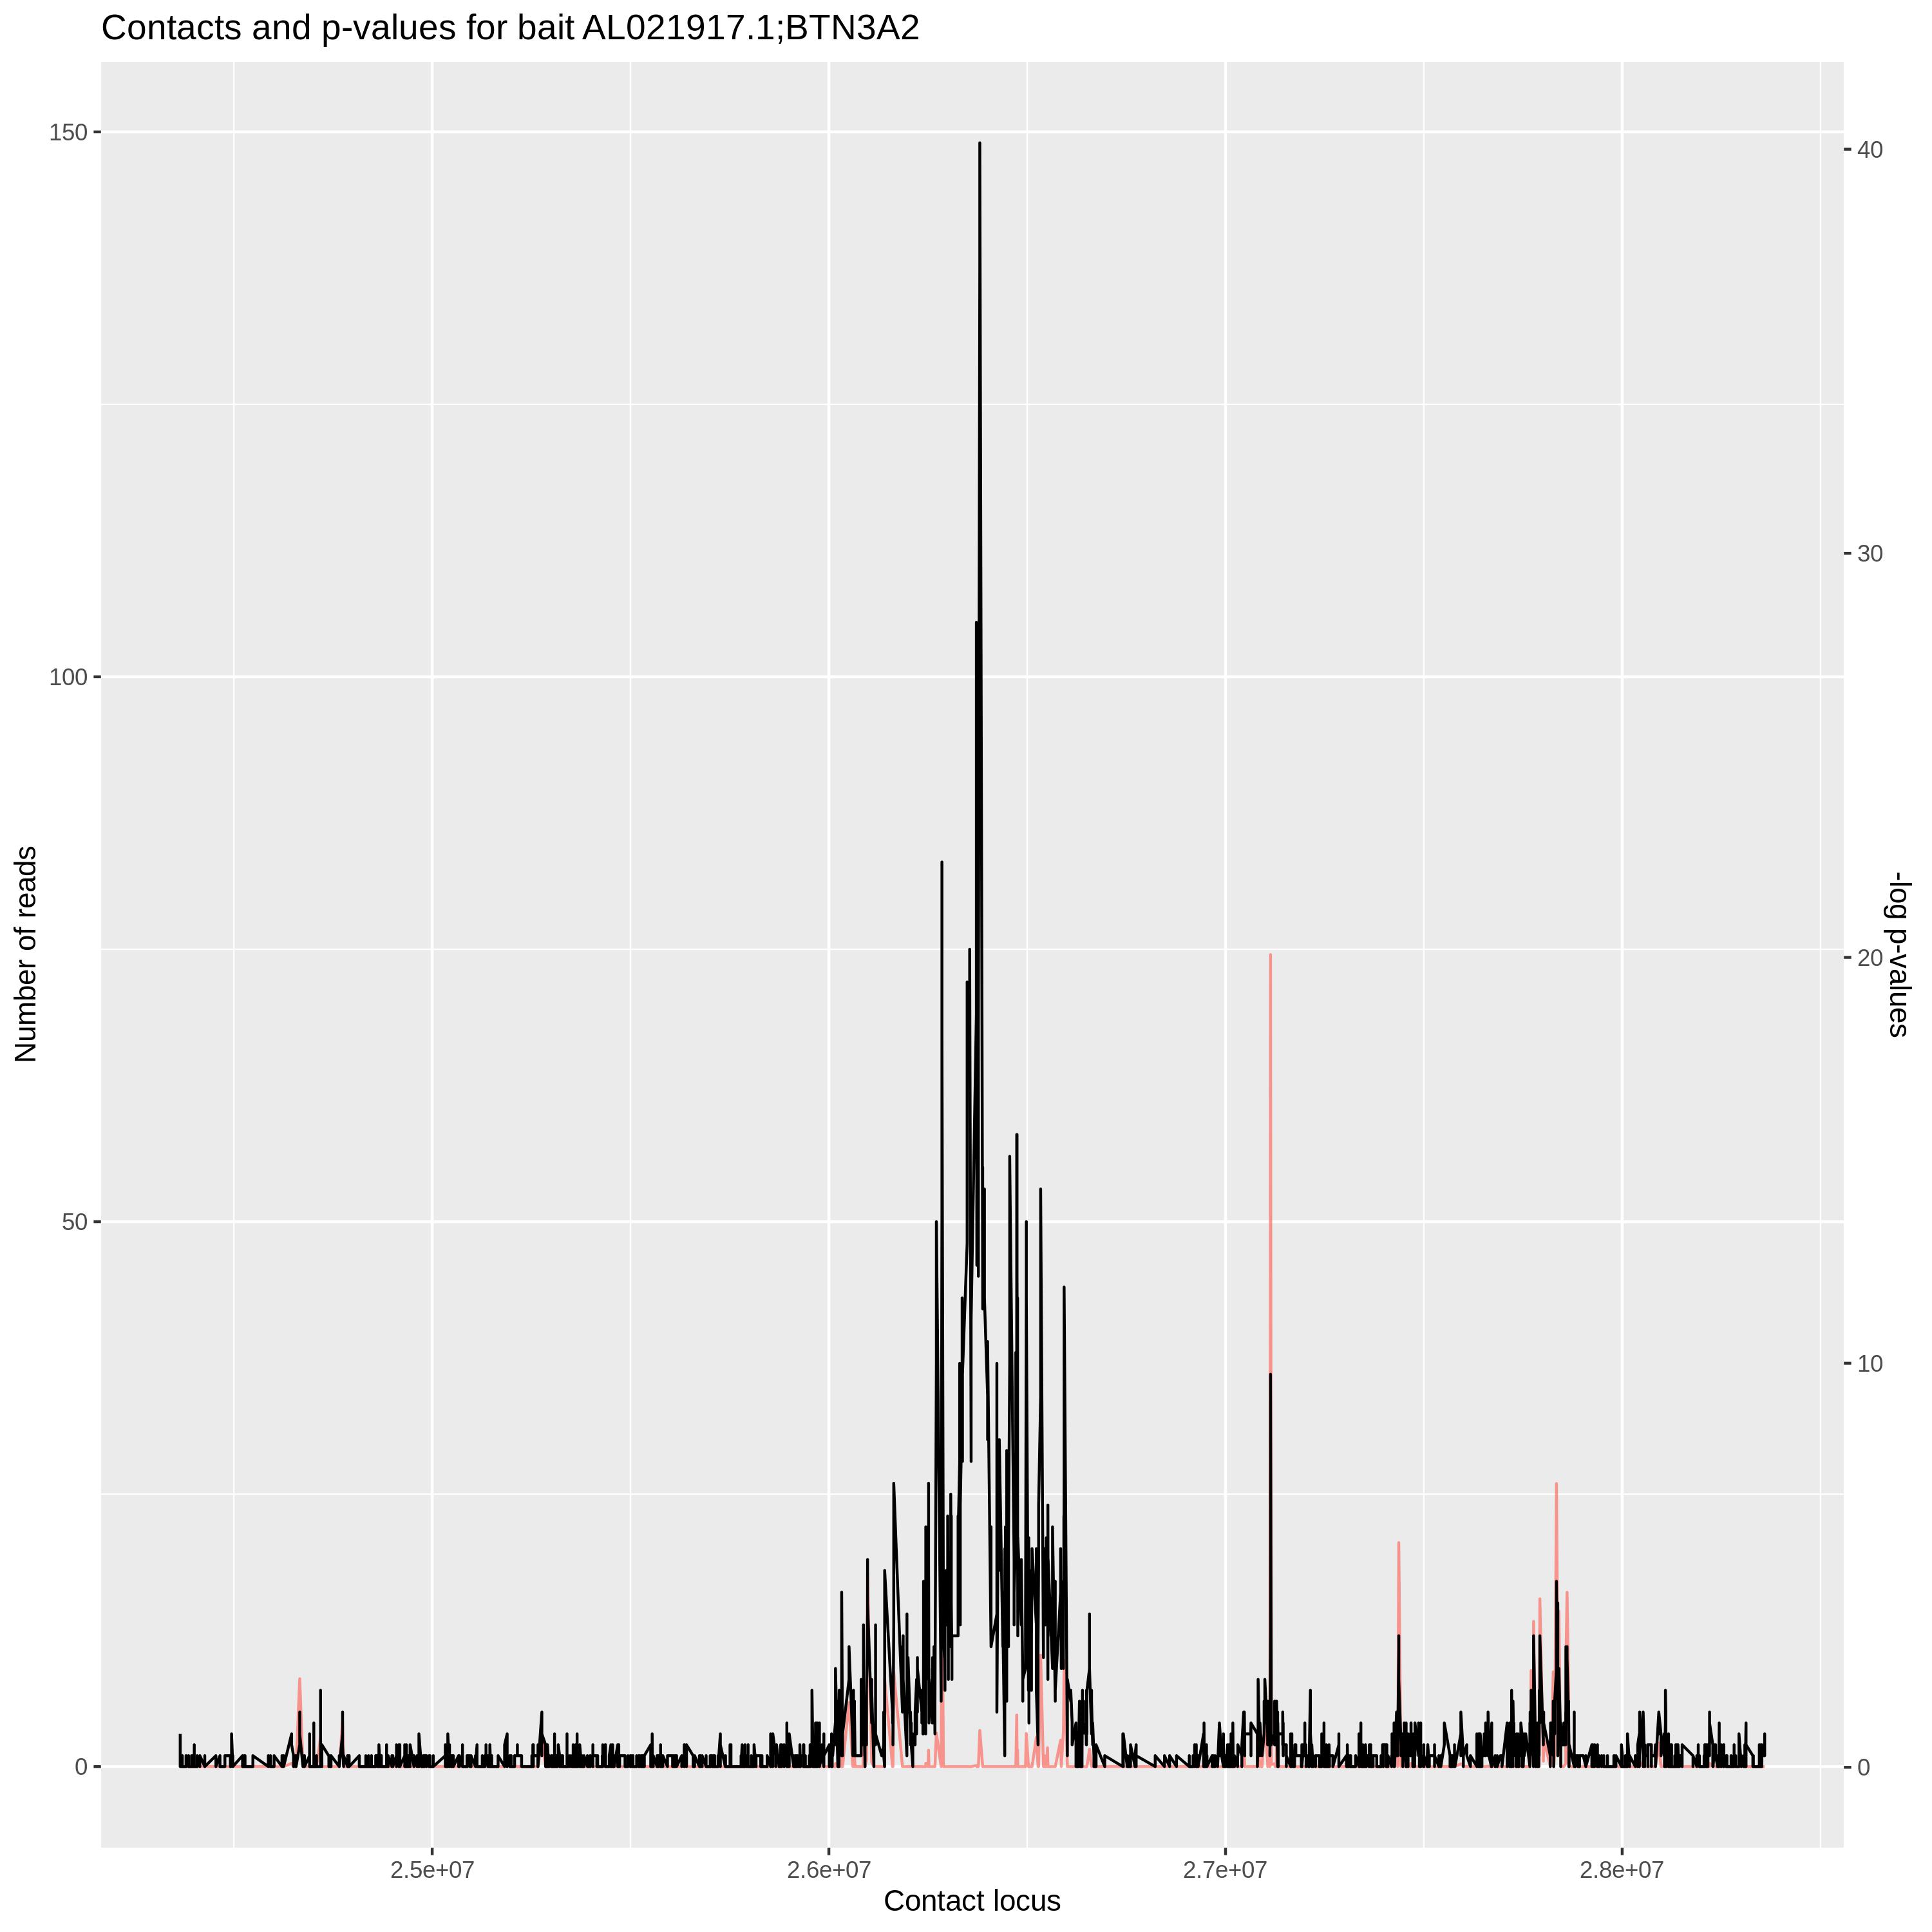 Contacts and p-values for bait AL021917.1;BTN3A2
150
100
50
0
Number of reads
40
30
20
10
0
-log p-values
2.5e+07
2.6e+07
2.7e+07
2.8e+07
Contact locus